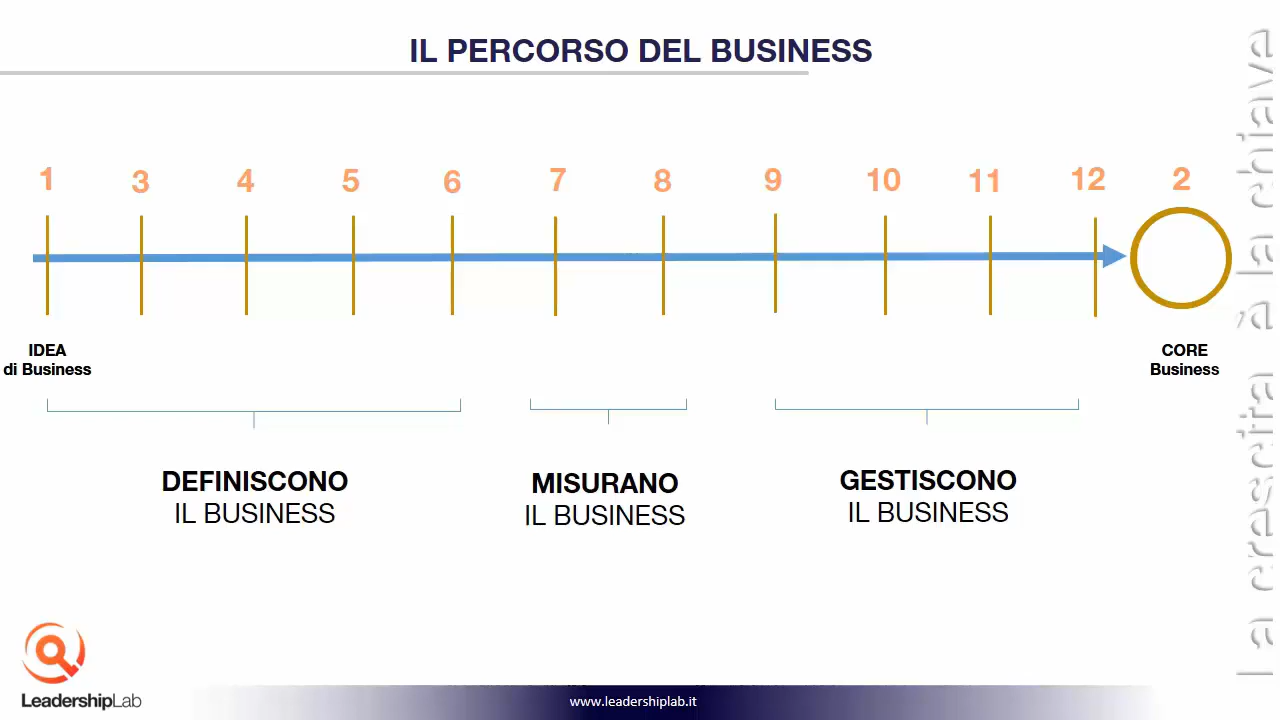 IL PERCORSO DEL BUSINESS
1 3 4 5 6 7 8 9 10 11 12 2
IDEA
di Business
CORE
Business
DEFINISCONO
IL BUSINESS
MISURANO
IL BUSINESS
GESTISCONO
IL BUSINESS
La crescita è la chiave
LeadershipLab
www.leadershiplab.it